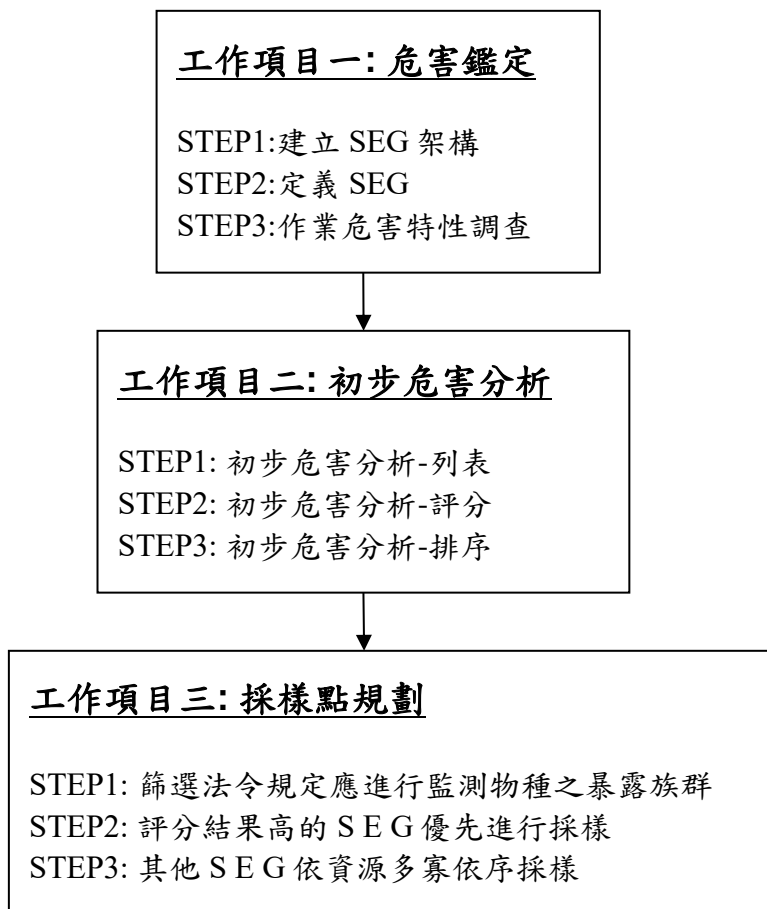 工作項目一: 危害鑑定
STEP1:建立 SEG 架構
STEP2:定義 SEG
STEP3:作業危害特性調查
工作項目二: 初步危害分析
STEP1: 初步危害分析-列表
STEP2: 初步危害分析-評分
STEP3: 初步危害分析-排序
工作項目三: 採樣點規劃
STEP1: 篩選法令規定應進行監測物種之暴露族群
STEP2: 評分結果高的 S E G 優先進行採樣
STEP3: 其他 S E G 依資源多寡依序採樣